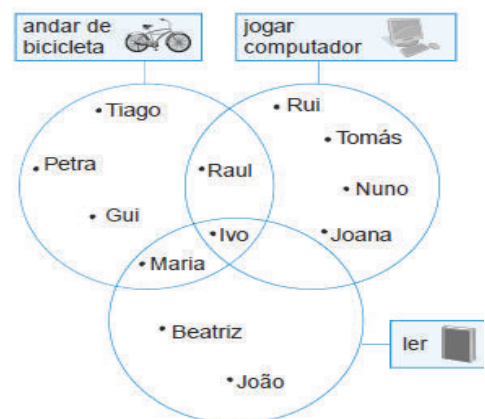 andar de
bicicleta
jogar
computador
Tiago
Rui
Tomás
Petra
Raul
Nuno
Gui
Ivo
Joana
Maria
Beatriz
ler
João